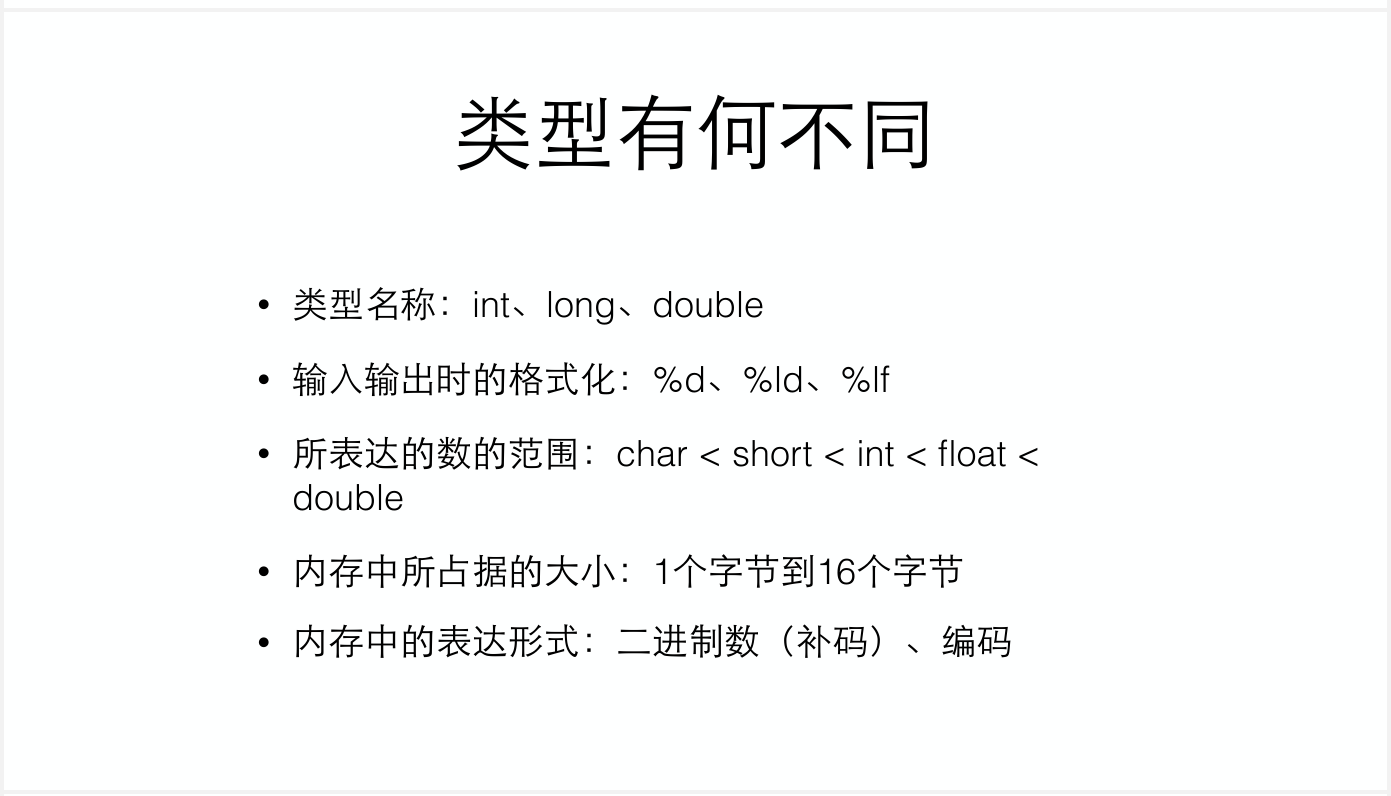 类型有何不同
• 类型名称：int、long、double
• 输入输出时的格式化：%d、%ld、%lf
• 所表达的数的范围：char < short < int < float <
double
• 内存中所占据的大小：1个字节到16个字节
• 内存中的表达形式：二进制数（补码）、编码